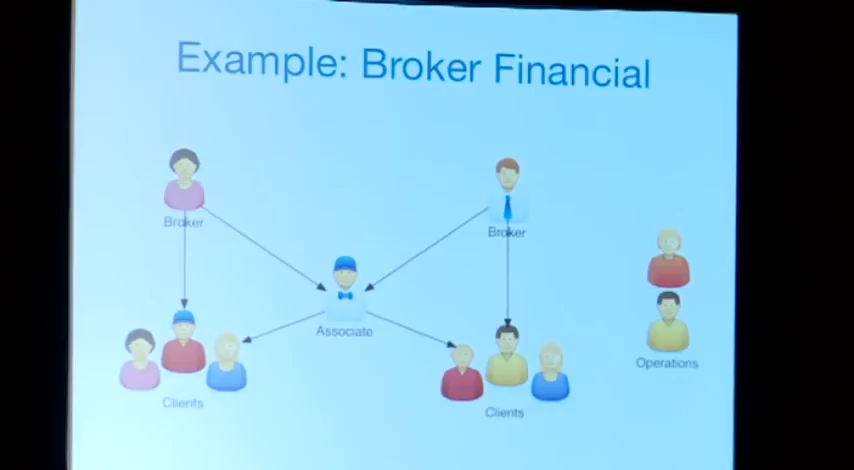 Example: Broker Financial
Broker
Broker
Associate
Clients
Clients
Operations